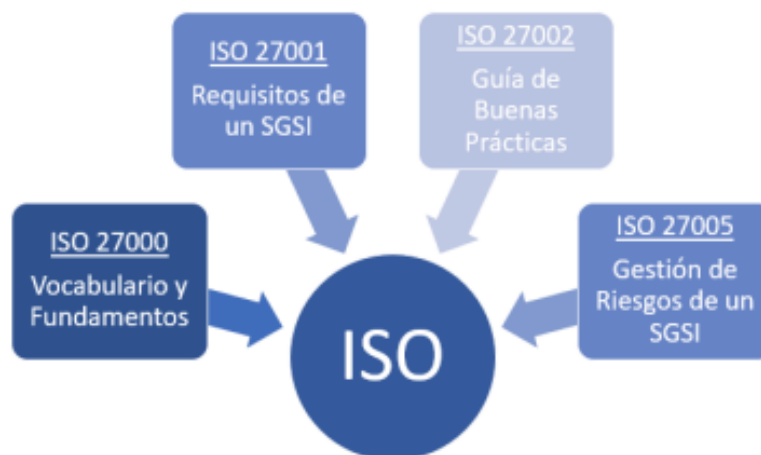 ISO 27000
Vocabulario y
Fundamentos
ISO 27001
Requisitos de
un SGSI
ISO 27002
Guía de
Buenas
Prácticas
ISO 27005
Gestión de
Riesgos de un
SGSI
ISO